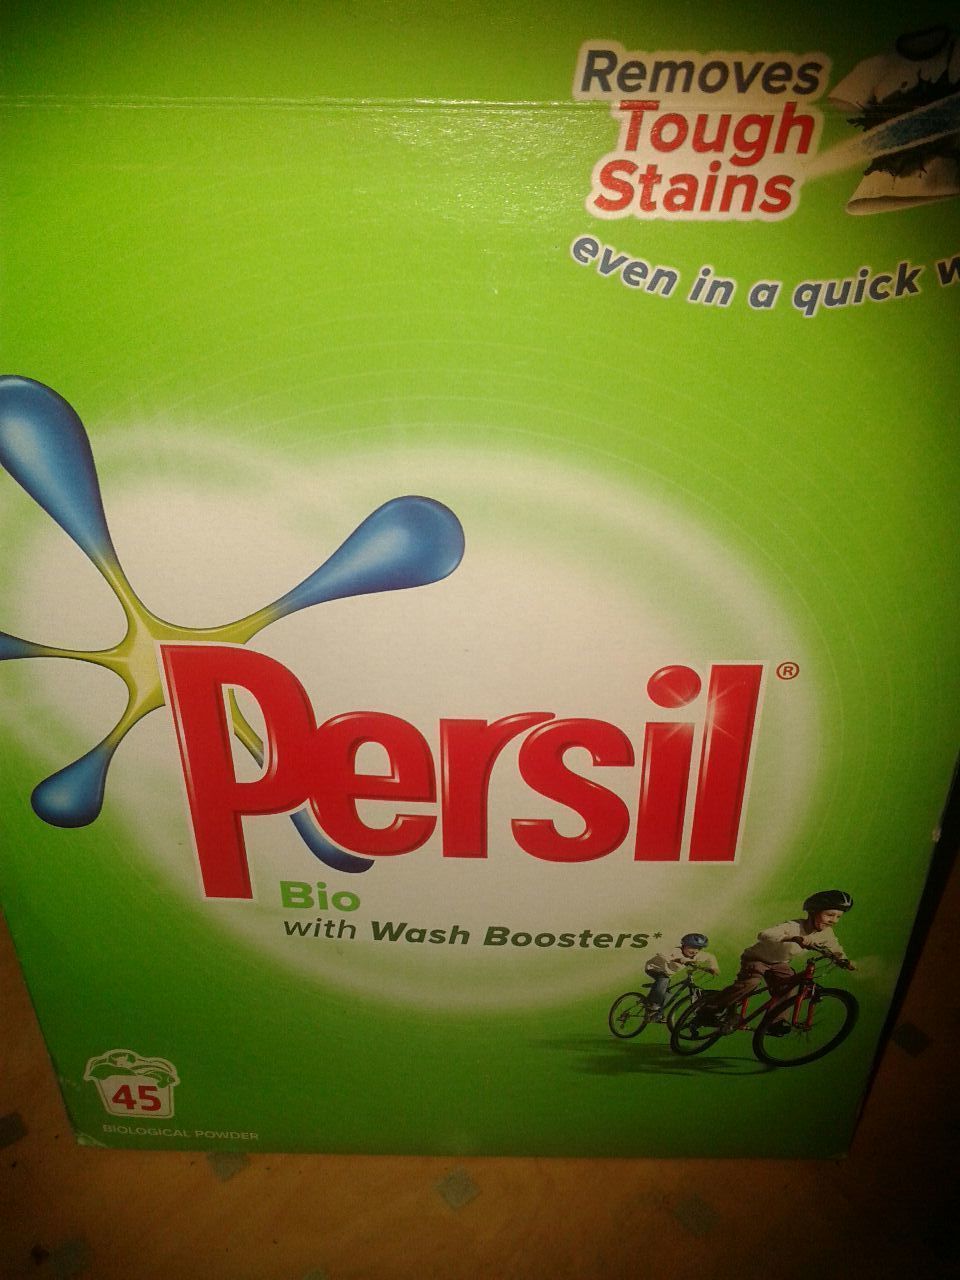 Removes
Tough
Stains
even in a quick
Persil®
Bio
with Wash Boosters*
45
BIOLOGICAL POWDER